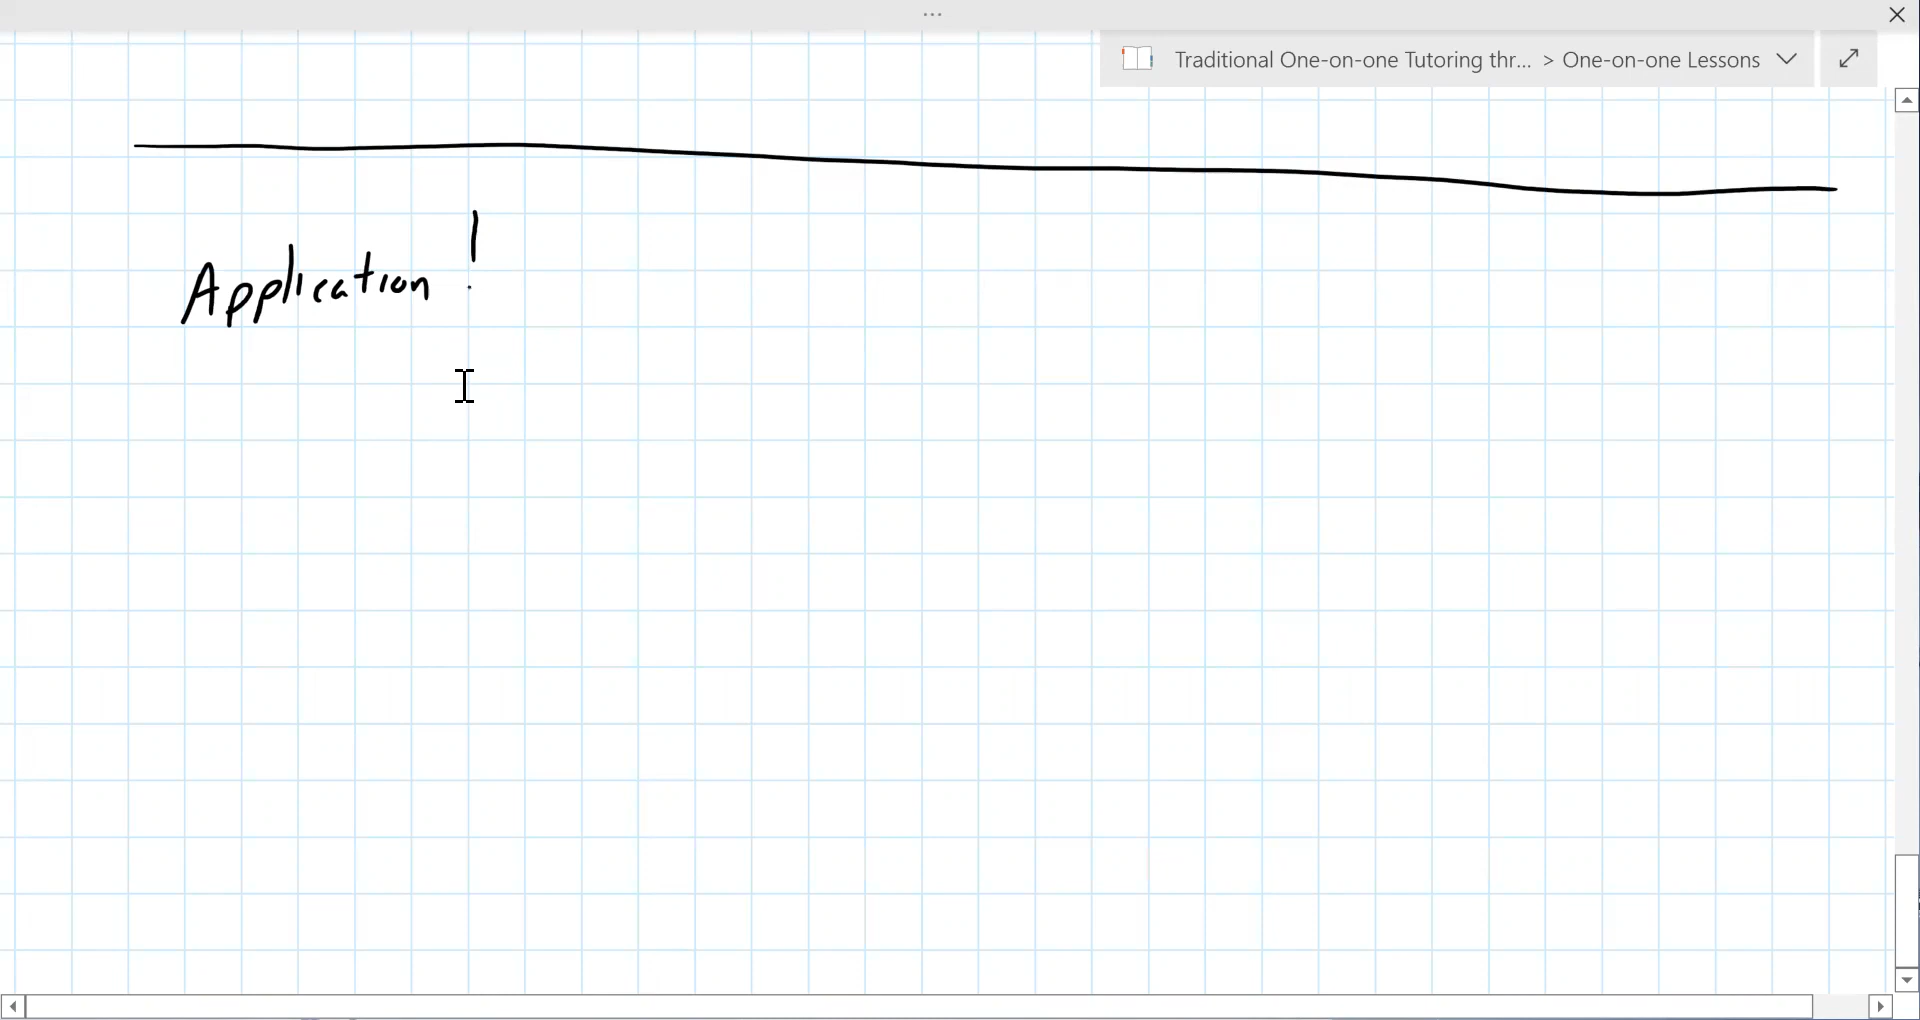 ...
Traditional One-on-one Tutoring thr... > One-on-one Lessons
Application !